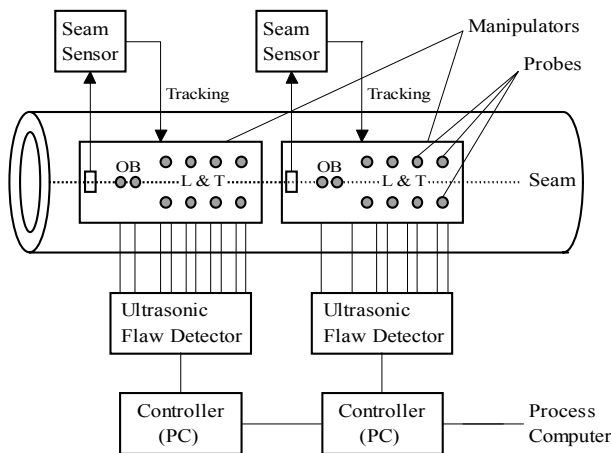 Seam
Sensor
Seam
Sensor
Manipulators
Probes
Tracking
Tracking
OB
L & T
OB
L & T
Seam
Ultrasonic
Flaw Detector
Ultrasonic
Flaw Detector
Controller
(PC)
Controller
(PC)
Process
Computer